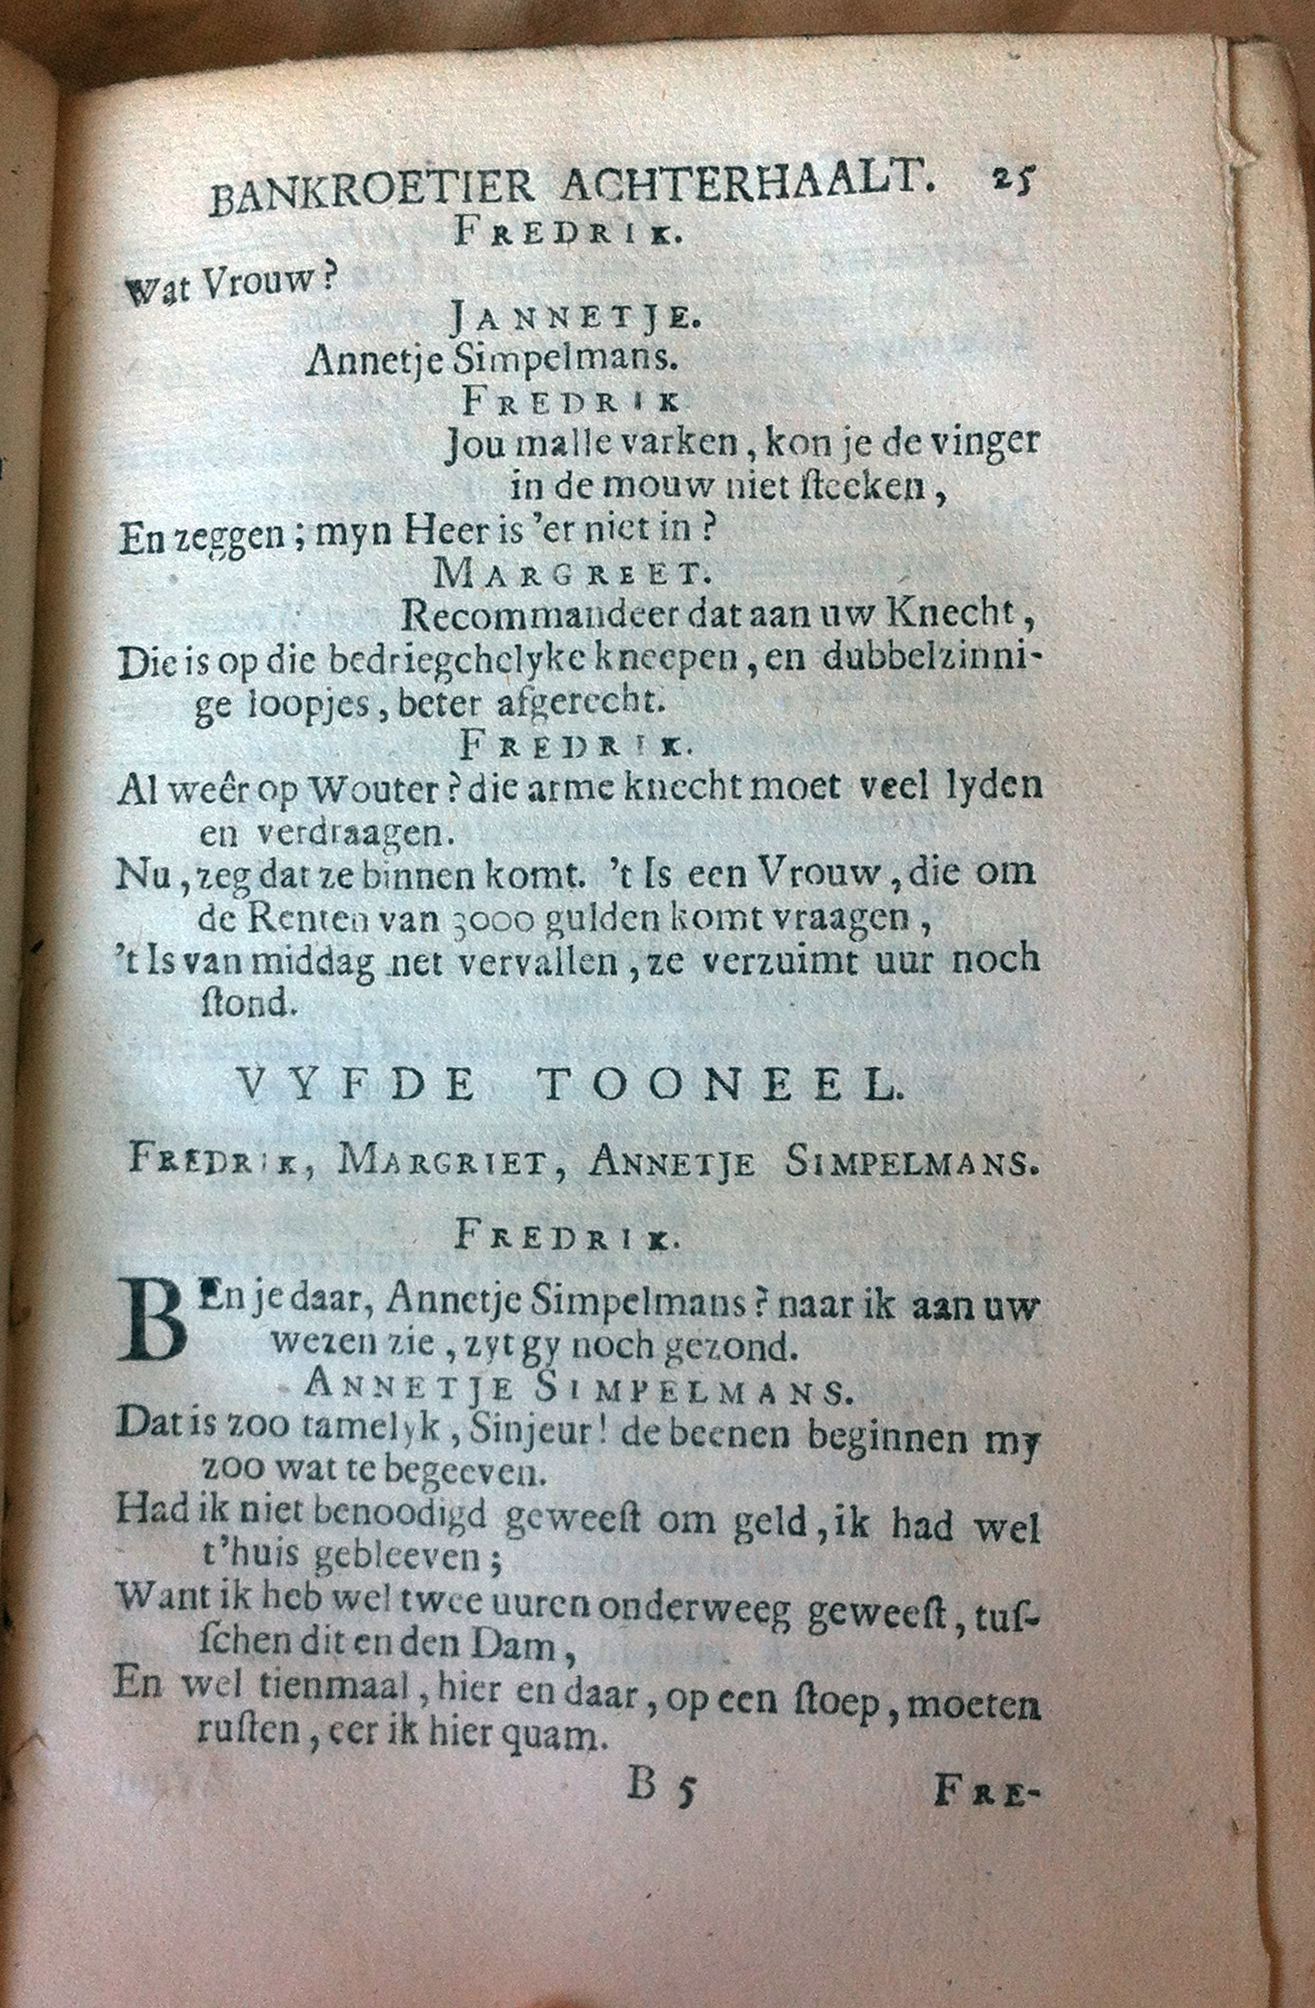 BANKROETIER ACHTERHAALT. 25
FREDRIK.
Wat Vrouw?
JANNETJE.
Annetje Simpelmans.
FREDRIK
Jou malle varken, kon je de vinger
in de mouw niet ſteeken,
En zeggen; myn Heer is 'er niet in?
MARGREET.
Recommandeer dat aan uw Knecht,
Die is op die bedriegchelyke kneepen, en dubbelzinni-
ge loopjes, beter afgerecht.
FREDRIK.
Al weêr op Wouter? die arme knecht moet veel lyden
en verdraagen.
Nu, zeg dat ze binnen komt. 't Is een Vrouw, die om
de Renten van 3000 gulden komt vraagen,
't Is van middag net vervallen, ze verzuimt uur noch
ſtond.
VYFDE TOONEEL.
FREDRIK, MARGRIET, ANNETJE SIMPELMANS.
FREDRIK.
BEn je daar, Annetje Simpelmans? naar ik aan uw
wezen zie, zyt gy noch gezond.
ANNETJE SIMPELMANS.
Dat is zoo tamelyk, Sinjeur! de beenen beginnen my
zoo wat te begeeven.
Had ik niet benoodigd geweeſt om geld, ik had wel
t'huis gebleeven;
Want ik heb wel twee uuren onderweeg geweeſt, tuſ-
ſchen dit en den Dam,
En wel tienmaal, hier en daar, op een ſtoep, moeten
ruſten, eer ik hier quam.
B 5 FRE-